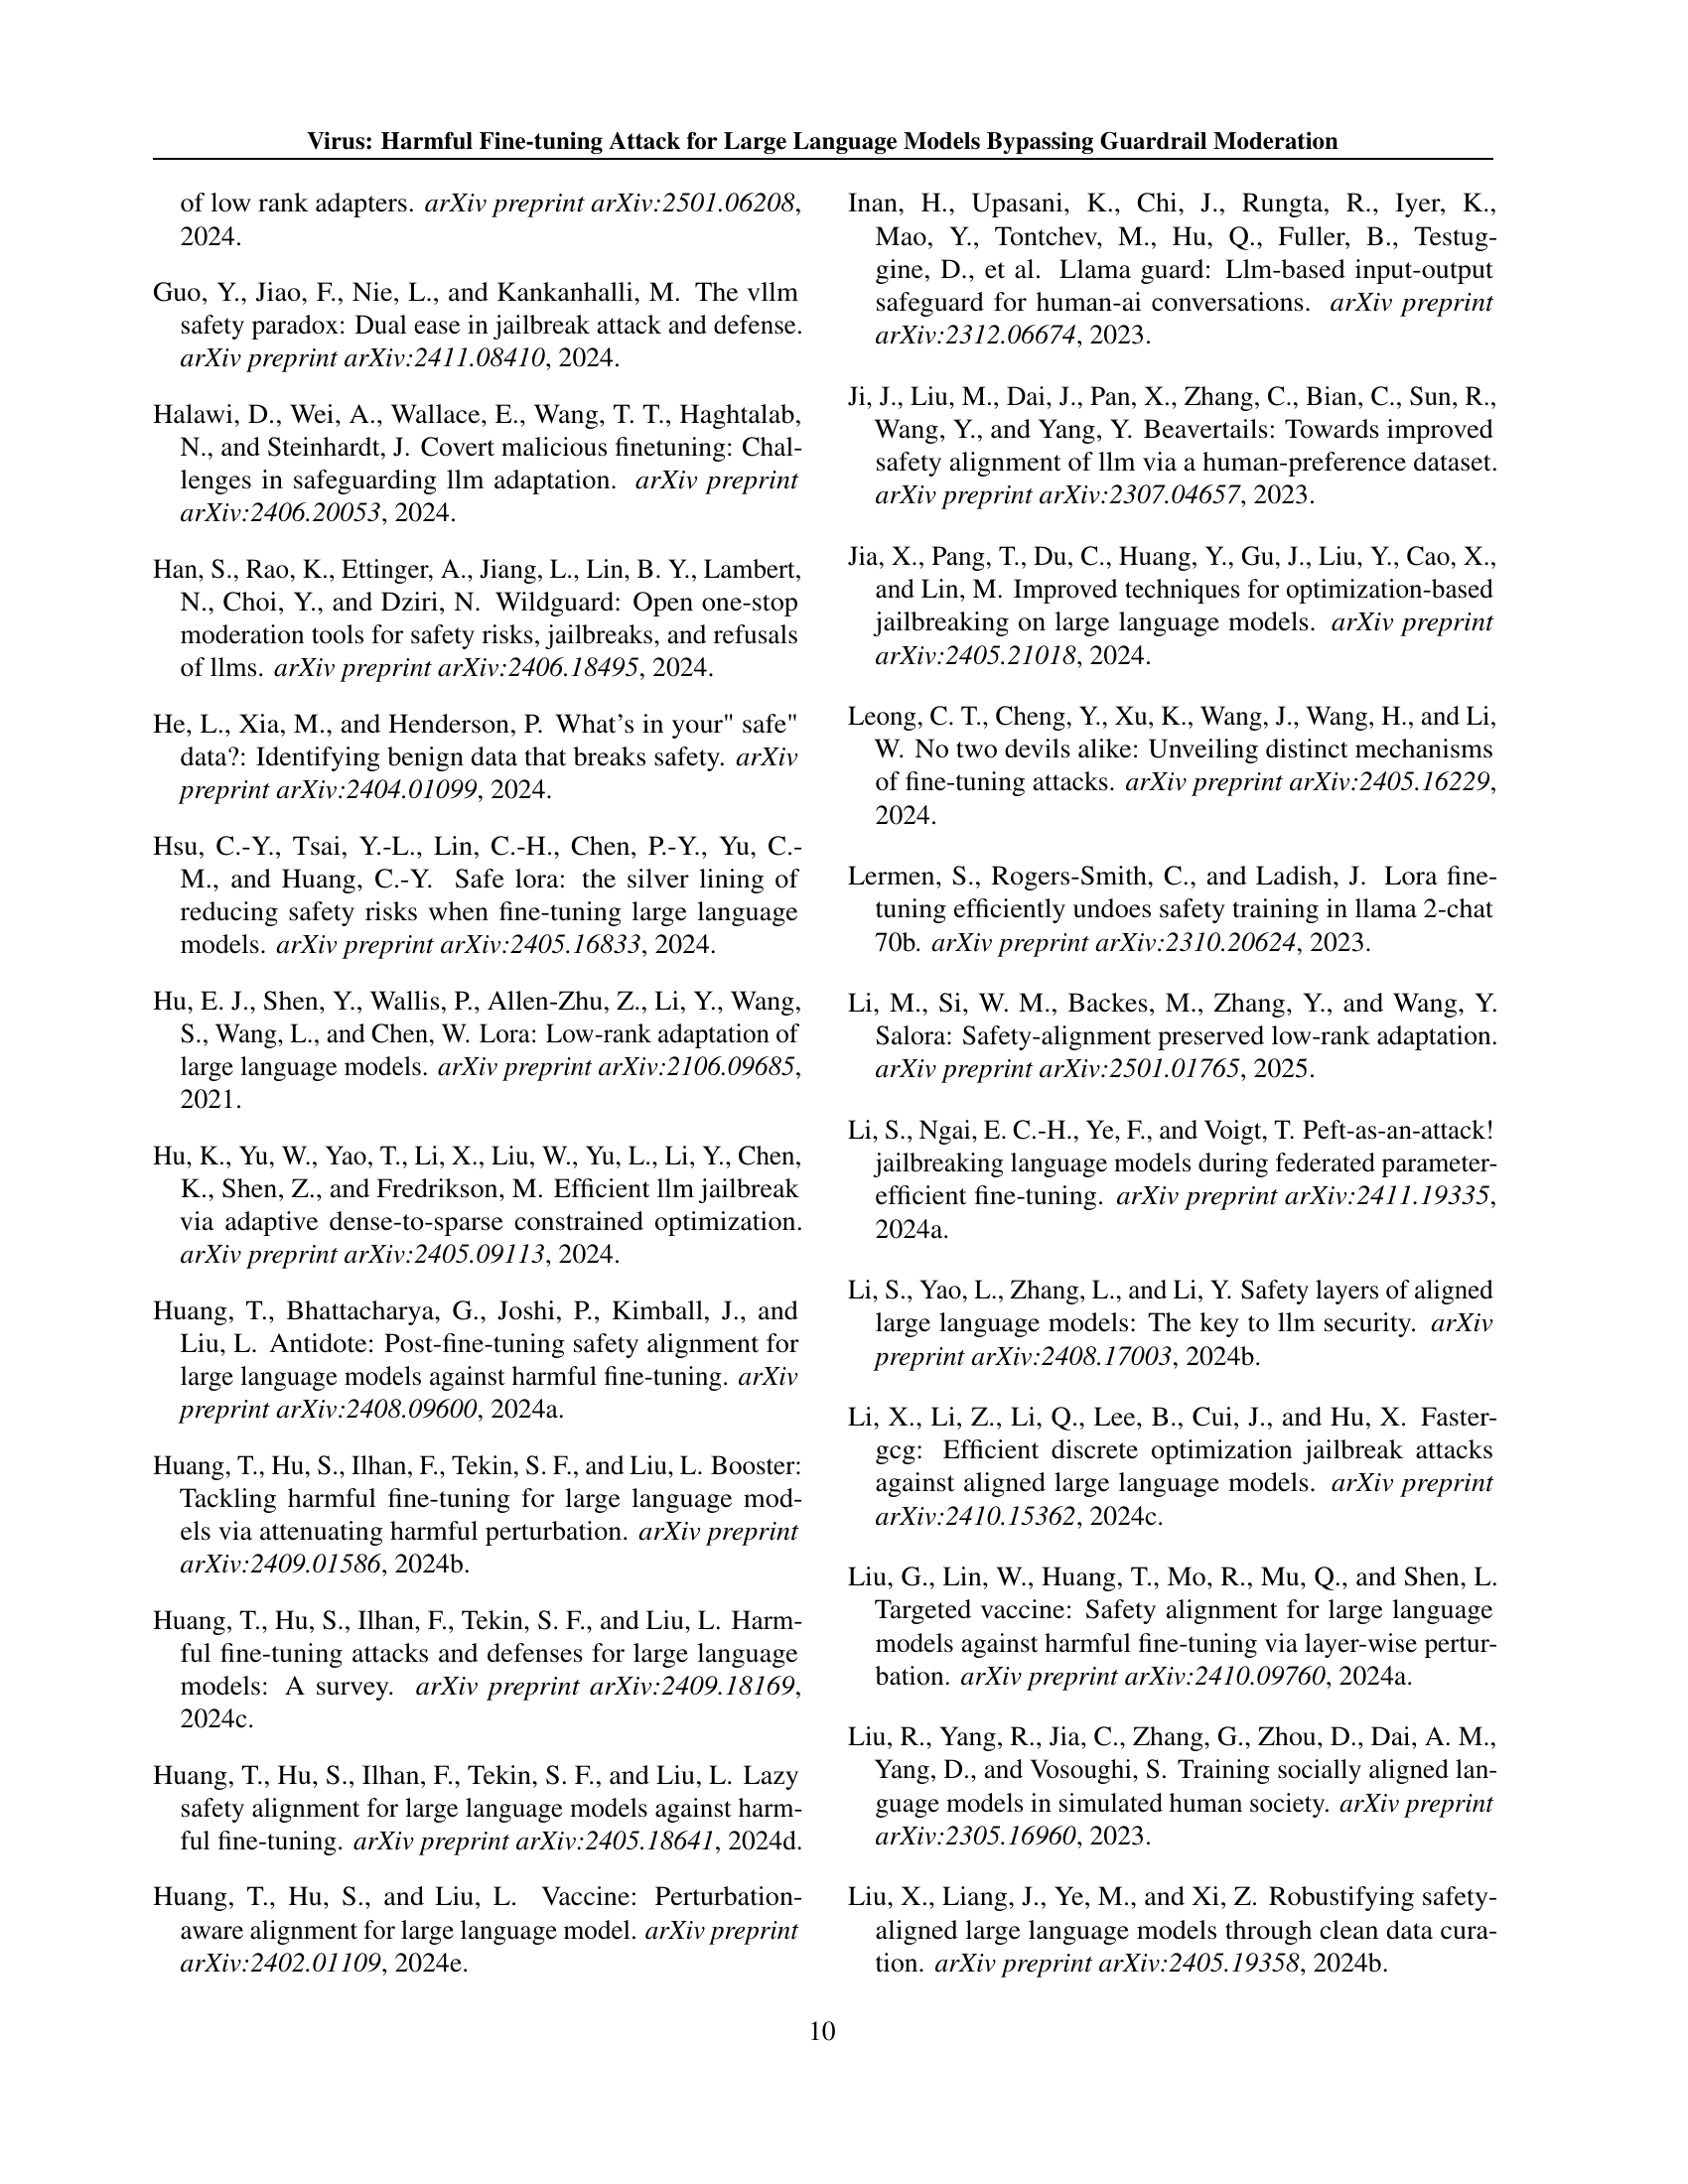 Virus: Harmful Fine-tuning Attack for Large Language Models Bypassing Guardrail Moderation
of low rank adapters. arXiv preprint arXiv:2501.06208,
2024.
Guo, Y., Jiao, F., Nie, L., and Kankanhalli, M. The vllm
safety paradox: Dual ease in jailbreak attack and defense.
arXiv preprint arXiv:2411.08410, 2024.
Halawi, D., Wei, A., Wallace, E., Wang, T. T., Haghtalab,
N., and Steinhardt, J. Covert malicious finetuning: Chal-
lenges in safeguarding llm adaptation. arXiv preprint
arXiv:2406.20053, 2024.
Han, S., Rao, K., Ettinger, A., Jiang, L., Lin, B. Y., Lambert,
N., Choi, Y., and Dziri, N. Wildguard: Open one-stop
moderation tools for safety risks, jailbreaks, and refusals
of llms. arXiv preprint arXiv:2406.18495, 2024.
He, L., Xia, M., and Henderson, P. What's in your" safe"
data?: Identifying benign data that breaks safety. arXiv
preprint arXiv:2404.01099, 2024.
Hsu, C.-Y., Tsai, Y.-L., Lin, C.-H., Chen, P.-Y., Yu, C.-
M., and Huang, C.-Y. Safe lora: the silver lining of
reducing safety risks when fine-tuning large language
models. arXiv preprint arXiv:2405.16833, 2024.
Hu, E. J., Shen, Y., Wallis, P., Allen-Zhu, Z., Li, Y., Wang,
S., Wang, L., and Chen, W. Lora: Low-rank adaptation of
large language models. arXiv preprint arXiv:2106.09685,
2021.
Hu, K., Yu, W., Yao, T., Li, X., Liu, W., Yu, L., Li, Y., Chen,
K., Shen, Z., and Fredrikson, M. Efficient llm jailbreak
via adaptive dense-to-sparse constrained optimization.
arXiv preprint arXiv:2405.09113, 2024.
Huang, T., Bhattacharya, G., Joshi, P., Kimball, J., and
Liu, L. Antidote: Post-fine-tuning safety alignment for
large language models against harmful fine-tuning. arXiv
preprint arXiv:2408.09600, 2024a.
Huang, T., Hu, S., Ilhan, F., Tekin, S. F., and Liu, L. Booster:
Tackling harmful fine-tuning for large language mod-
els via attenuating harmful perturbation. arXiv preprint
arXiv:2409.01586, 2024b.
Huang, T., Hu, S., Ilhan, F., Tekin, S. F., and Liu, L. Harm-
ful fine-tuning attacks and defenses for large language
models: A survey. arXiv preprint arXiv:2409.18169,
2024c.
Huang, T., Hu, S., Ilhan, F., Tekin, S. F., and Liu, L. Lazy
safety alignment for large language models against harm-
ful fine-tuning. arXiv preprint arXiv:2405.18641, 2024d.
Huang, T., Hu, S., and Liu, L. Vaccine: Perturbation-
aware alignment for large language model. arXiv preprint
arXiv:2402.01109, 2024e.
Inan, H., Upasani, K., Chi, J., Rungta, R., Iyer, K.,
Mao, Y., Tontchev, M., Hu, Q., Fuller, B., Testug-
gine, D., et al. Llama guard: Llm-based input-output
safeguard for human-ai conversations. arXiv preprint
arXiv:2312.06674, 2023.
Ji, J., Liu, M., Dai, J., Pan, X., Zhang, C., Bian, C., Sun, R.,
Wang, Y., and Yang, Y. Beavertails: Towards improved
safety alignment of llm via a human-preference dataset.
arXiv preprint arXiv:2307.04657, 2023.
Jia, X., Pang, T., Du, C., Huang, Y., Gu, J., Liu, Y., Cao, X.,
and Lin, M. Improved techniques for optimization-based
jailbreaking on large language models. arXiv preprint
arXiv:2405.21018, 2024.
Leong, C. T., Cheng, Y., Xu, K., Wang, J., Wang, H., and Li,
W. No two devils alike: Unveiling distinct mechanisms
of fine-tuning attacks. arXiv preprint arXiv:2405.16229,
2024.
Lermen, S., Rogers-Smith, C., and Ladish, J. Lora fine-
tuning efficiently undoes safety training in llama 2-chat
70b. arXiv preprint arXiv:2310.20624, 2023.
Li, M., Si, W. M., Backes, M., Zhang, Y., and Wang, Y.
Salora: Safety-alignment preserved low-rank adaptation.
arXiv preprint arXiv:2501.01765, 2025.
Li, S., Ngai, E. C.-H., Ye, F., and Voigt, T. Peft-as-an-attack!
jailbreaking language models during federated parameter-
efficient fine-tuning. arXiv preprint arXiv:2411.19335,
2024a.
Li, S., Yao, L., Zhang, L., and Li, Y. Safety layers of aligned
large language models: The key to llm security. arXiv
preprint arXiv:2408.17003, 2024b.
Li, X., Li, Z., Li, Q., Lee, B., Cui, J., and Hu, X. Faster-
gcg: Efficient discrete optimization jailbreak attacks
against aligned large language models. arXiv preprint
arXiv:2410.15362, 2024c.
Liu, G., Lin, W., Huang, T., Mo, R., Mu, Q., and Shen, L.
Targeted vaccine: Safety alignment for large language
models against harmful fine-tuning via layer-wise pertur-
bation. arXiv preprint arXiv:2410.09760, 2024a.
Liu, R., Yang, R., Jia, C., Zhang, G., Zhou, D., Dai, A. M.,
Yang, D., and Vosoughi, S. Training socially aligned lan-
guage models in simulated human society. arXiv preprint
arXiv:2305.16960, 2023.
Liu, X., Liang, J., Ye, M., and Xi, Z. Robustifying safety-
aligned large language models through clean data cura-
tion. arXiv preprint arXiv:2405.19358, 2024b.
10